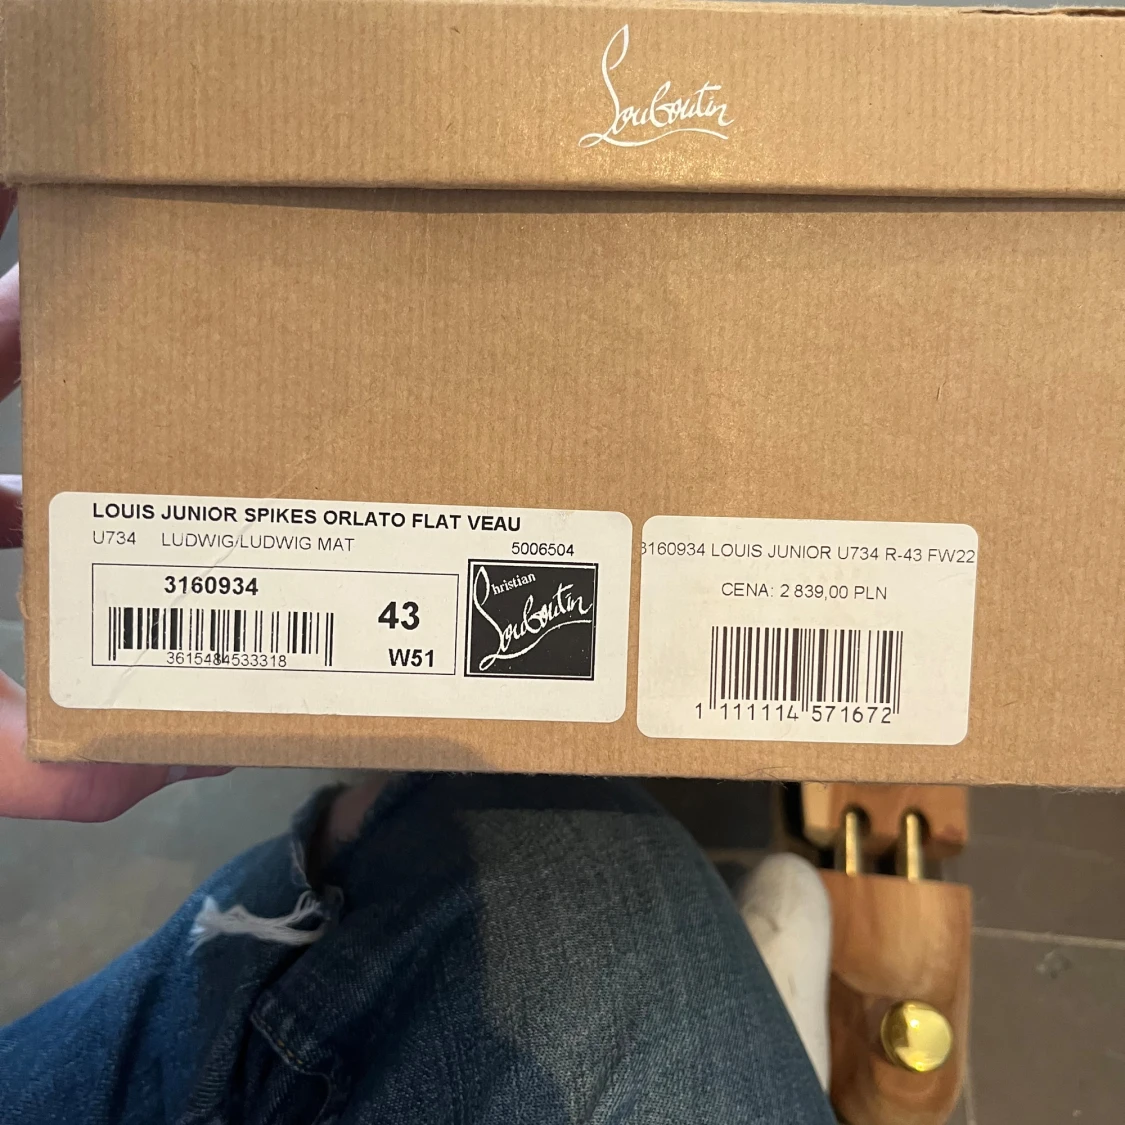 Louboutin
LOUIS JUNIOR SPIKES ORLATO FLAT VEAU
U734 LUDWIG/LUDWIG MAT
5006504
3160934
43
3615484533318
W51
Christian
Louboutin
3160934 LOUIS JUNIOR U734 R-43 FW22
CENA: 2 839,00 PLN
1 111114 571672